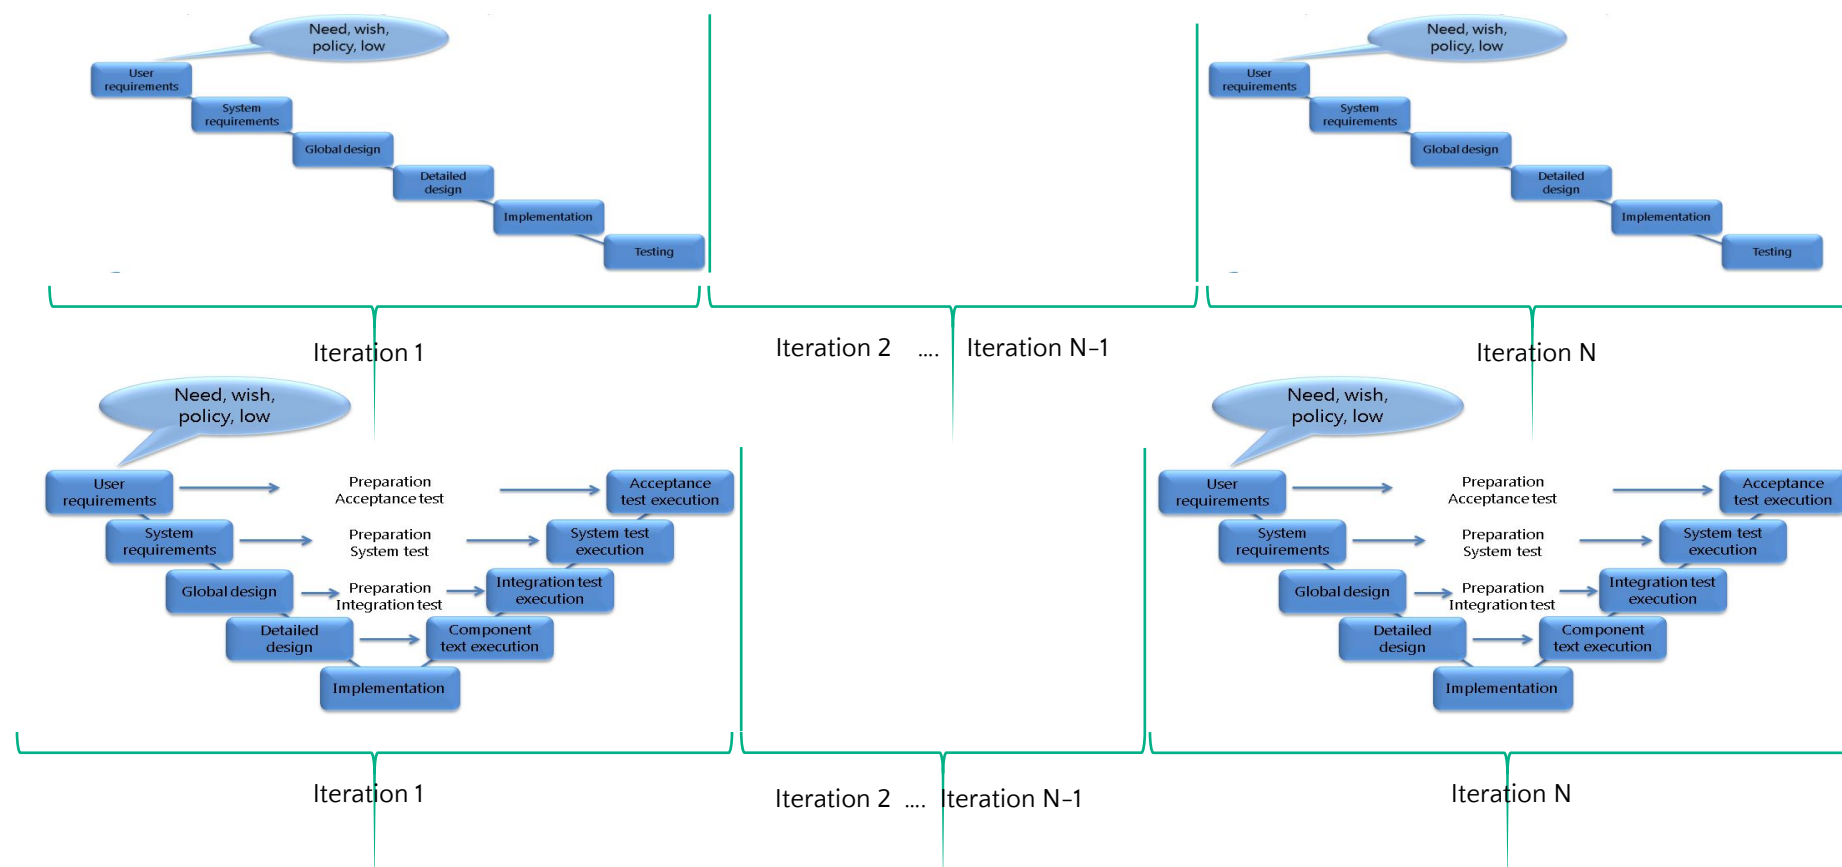 Need, wish,
policy, low
User
requirements
System
requirements
Global design
Detailed
design
Implementation
Testing
Need, wish,
policy, low
User
requirements
System
requirements
Global design
Detailed
design
Implementation
Testing
Iteration 1
Iteration 2 .... Iteration N-1
Iteration N
Need, wish,
policy, low
User
requirements
Preparation
Acceptance test
Acceptance
test execution
System
requirements
Preparation
System test
System test
execution
Global design
Preparation
Integration test
Integration test
execution
Detailed
design
Component
text execution
Implementation
Need, wish,
policy, low
User
requirements
Preparation
Acceptance test
Acceptance
test execution
System
requirements
Preparation
System test
System test
execution
Global design
Preparation
Integration test
Integration test
execution
Detailed
design
Component
text execution
Implementation
Iteration 1
Iteration 2 .... Iteration N-1
Iteration N